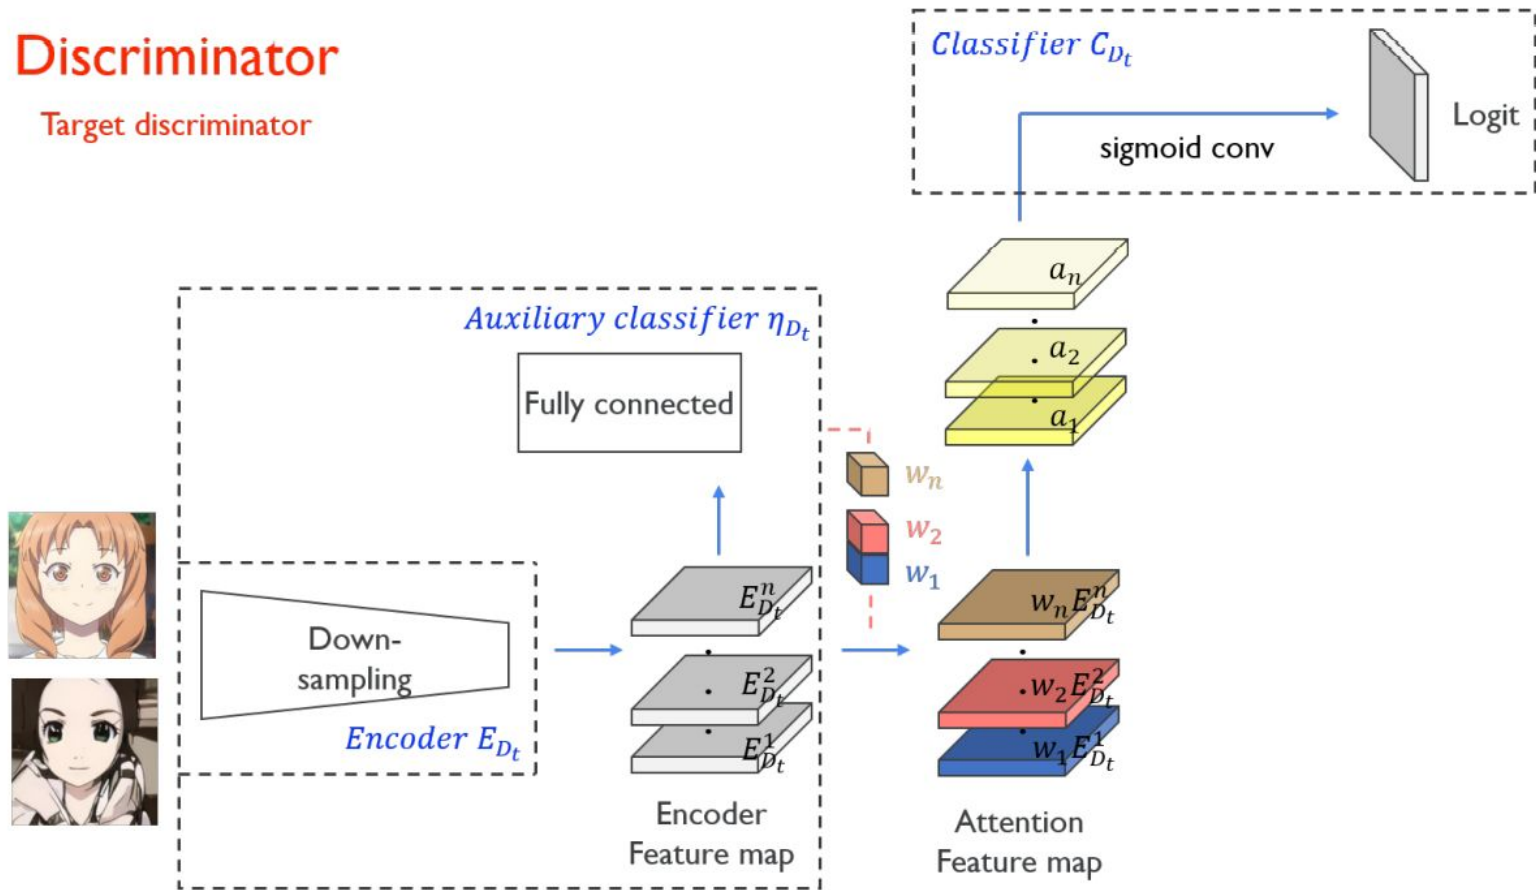 Discriminator
Target discriminator
Classifier C_{D_t}
sigmoid conv
Logit
a_n
a_2
a_1
Auxiliary classifier η_{D_t}
Fully connected
w_n
w_2
w_1
Down-
sampling
Encoder E_{D_t}
E^n_{D_t}
E^2_{D_t}
E^1_{D_t}
Encoder
Feature map
w_n E^n_{D_t}
w_2 E^2_{D_t}
w_1 E^1_{D_t}
Attention
Feature map